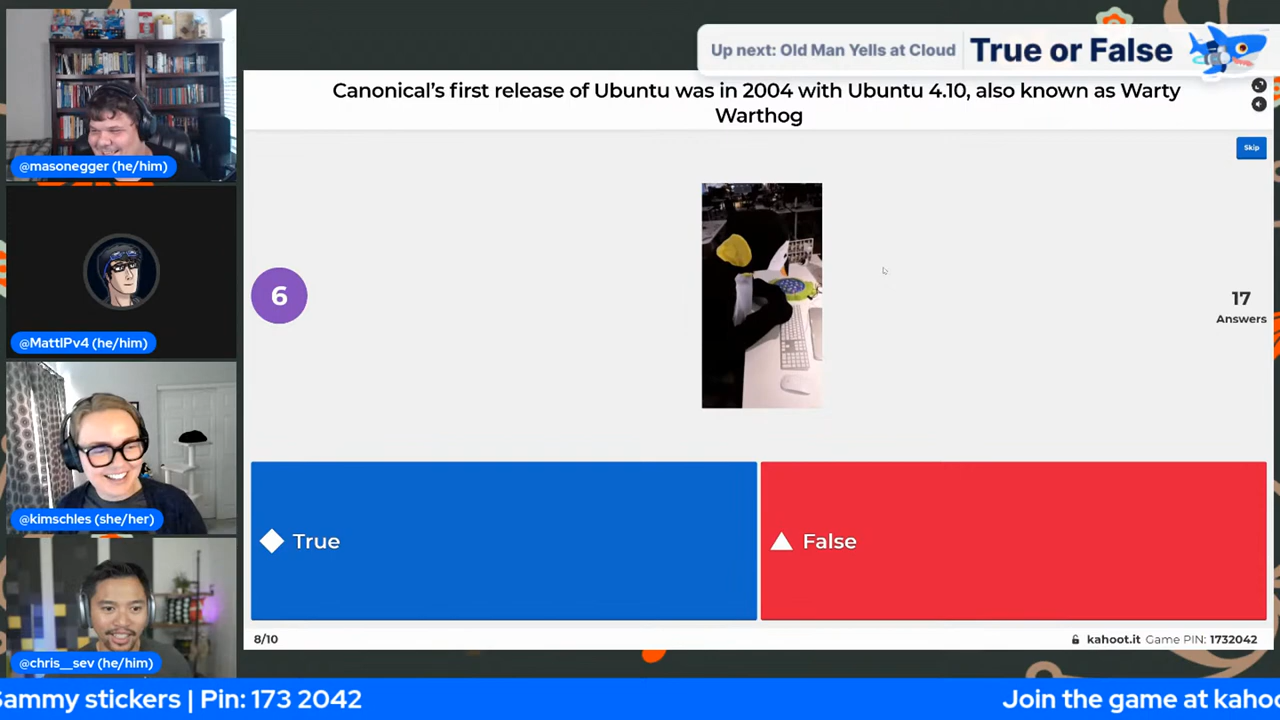 Up next: Old Man Yells at Cloud
True or False
Canonical's first release of Ubuntu was in 2004 with Ubuntu 4.10, also known as Warty
Warthog
Skip
@masonegger (he/him)
6
17
Answers
@MattIPv4 (he/him)
@kimschles (she/her)
True
False
8/10
kahoot.it Game PIN: 1732042
@chris__sev (he/him)
Sammy stickers | Pin: 173 2042
Join the game at kahoo